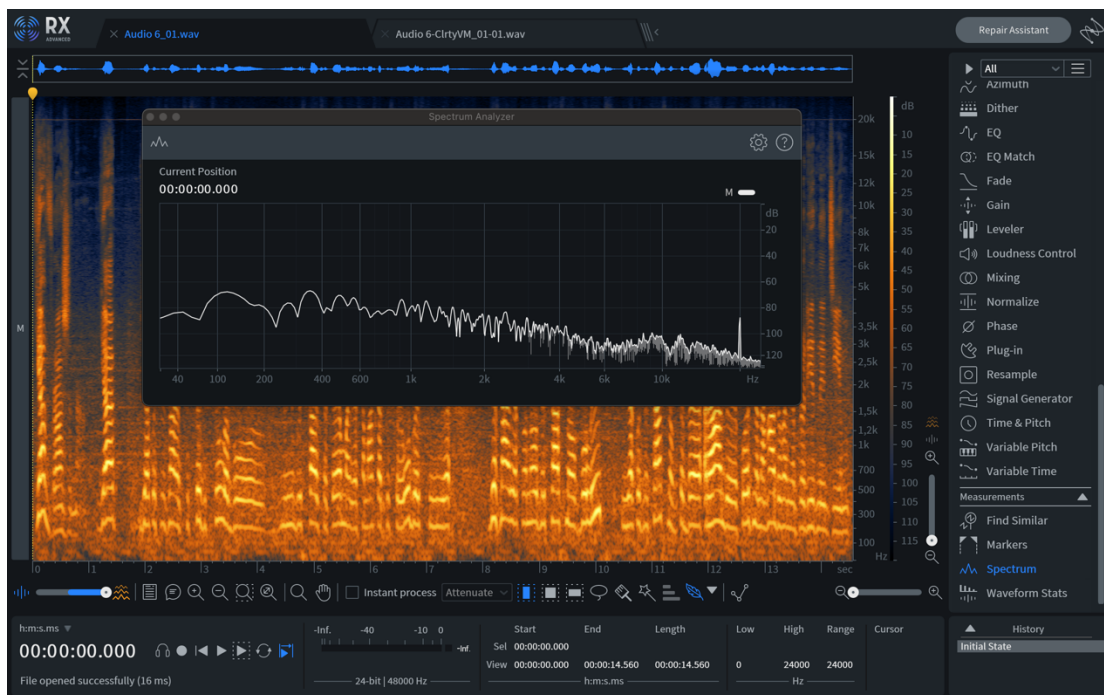 RX
ADVANCED
Audio 6_01.wav
Audio 6-ClrtyVM_01-01.wav
Repair Assistant
All
Azimuth
Dither
EQ
EQ Match
Fade
Gain
Leveler
Loudness Control
Mixing
Normalize
Phase
Plug-in
Resample
Signal Generator
Time & Pitch
Variable Pitch
Variable Time
Measurements
Find Similar
Markers
Spectrum
Waveform Stats
Spectrum Analyzer
Current Position
00:00:00.000
M
dB
-20
-40
-60
-80
-100
-120
40 100 200 400 600 1k 2k 4k 6k 10k Hz
M
20k
15k
12k
10k
8k
7k
6k
5k
3,5k
3k
2,5k
2k
1,5k
1,2k
1k
700
500
300
100
Hz
dB
10
15
20
25
30
35
40
45
50
55
60
65
70
75
80
85
90
95
100
105
110
115
0 1 2 3 4 5 6 7 8 9 10 11 12 13 sec
Instant process Attenuate
h:m:s.ms
00:00:00.000
File opened successfully (16 ms)
-Inf. -40 -10 0
-Inf.
24-bit | 48000 Hz
Start End Length
Sel 00:00:00.000
View 00:00:00.000 00:00:14.560 00:00:14.560
h:m:s.ms
Low High Range Cursor
0 24000 24000
Hz
History
Initial State